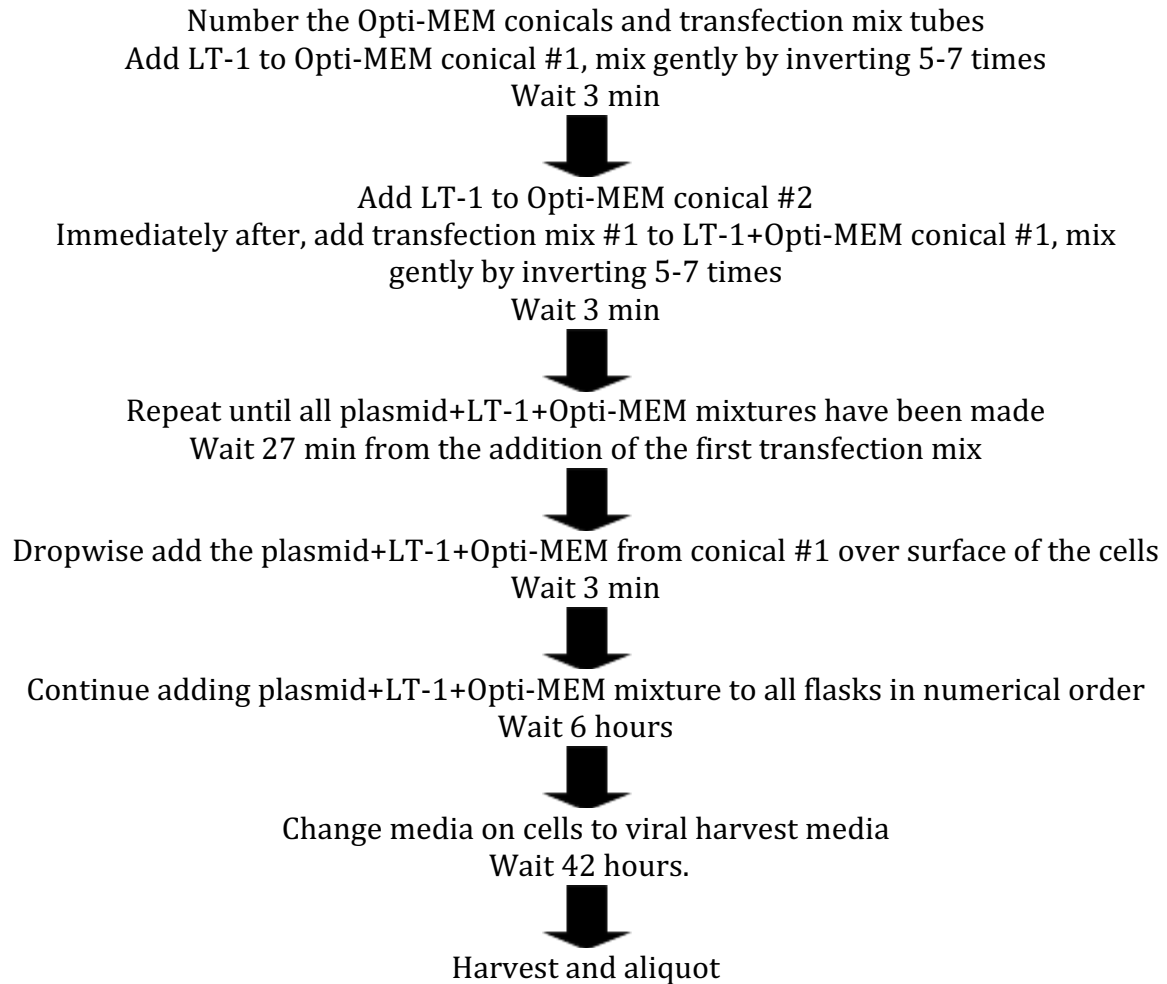 Number the Opti-MEM conicals and transfection mix tubes
Add LT-1 to Opti-MEM conical #1, mix gently by inverting 5-7 times
Wait 3 min
Add LT-1 to Opti-MEM conical #2
Immediately after, add transfection mix #1 to LT-1+Opti-MEM conical #1, mix
gently by inverting 5-7 times
Wait 3 min
Repeat until all plasmid+LT-1+Opti-MEM mixtures have been made
Wait 27 min from the addition of the first transfection mix
Dropwise add the plasmid+LT-1+Opti-MEM from conical #1 over surface of the cells
Wait 3 min
Continue adding plasmid+LT-1+Opti-MEM mixture to all flasks in numerical order
Wait 6 hours
Change media on cells to viral harvest media
Wait 42 hours.
Harvest and aliquot